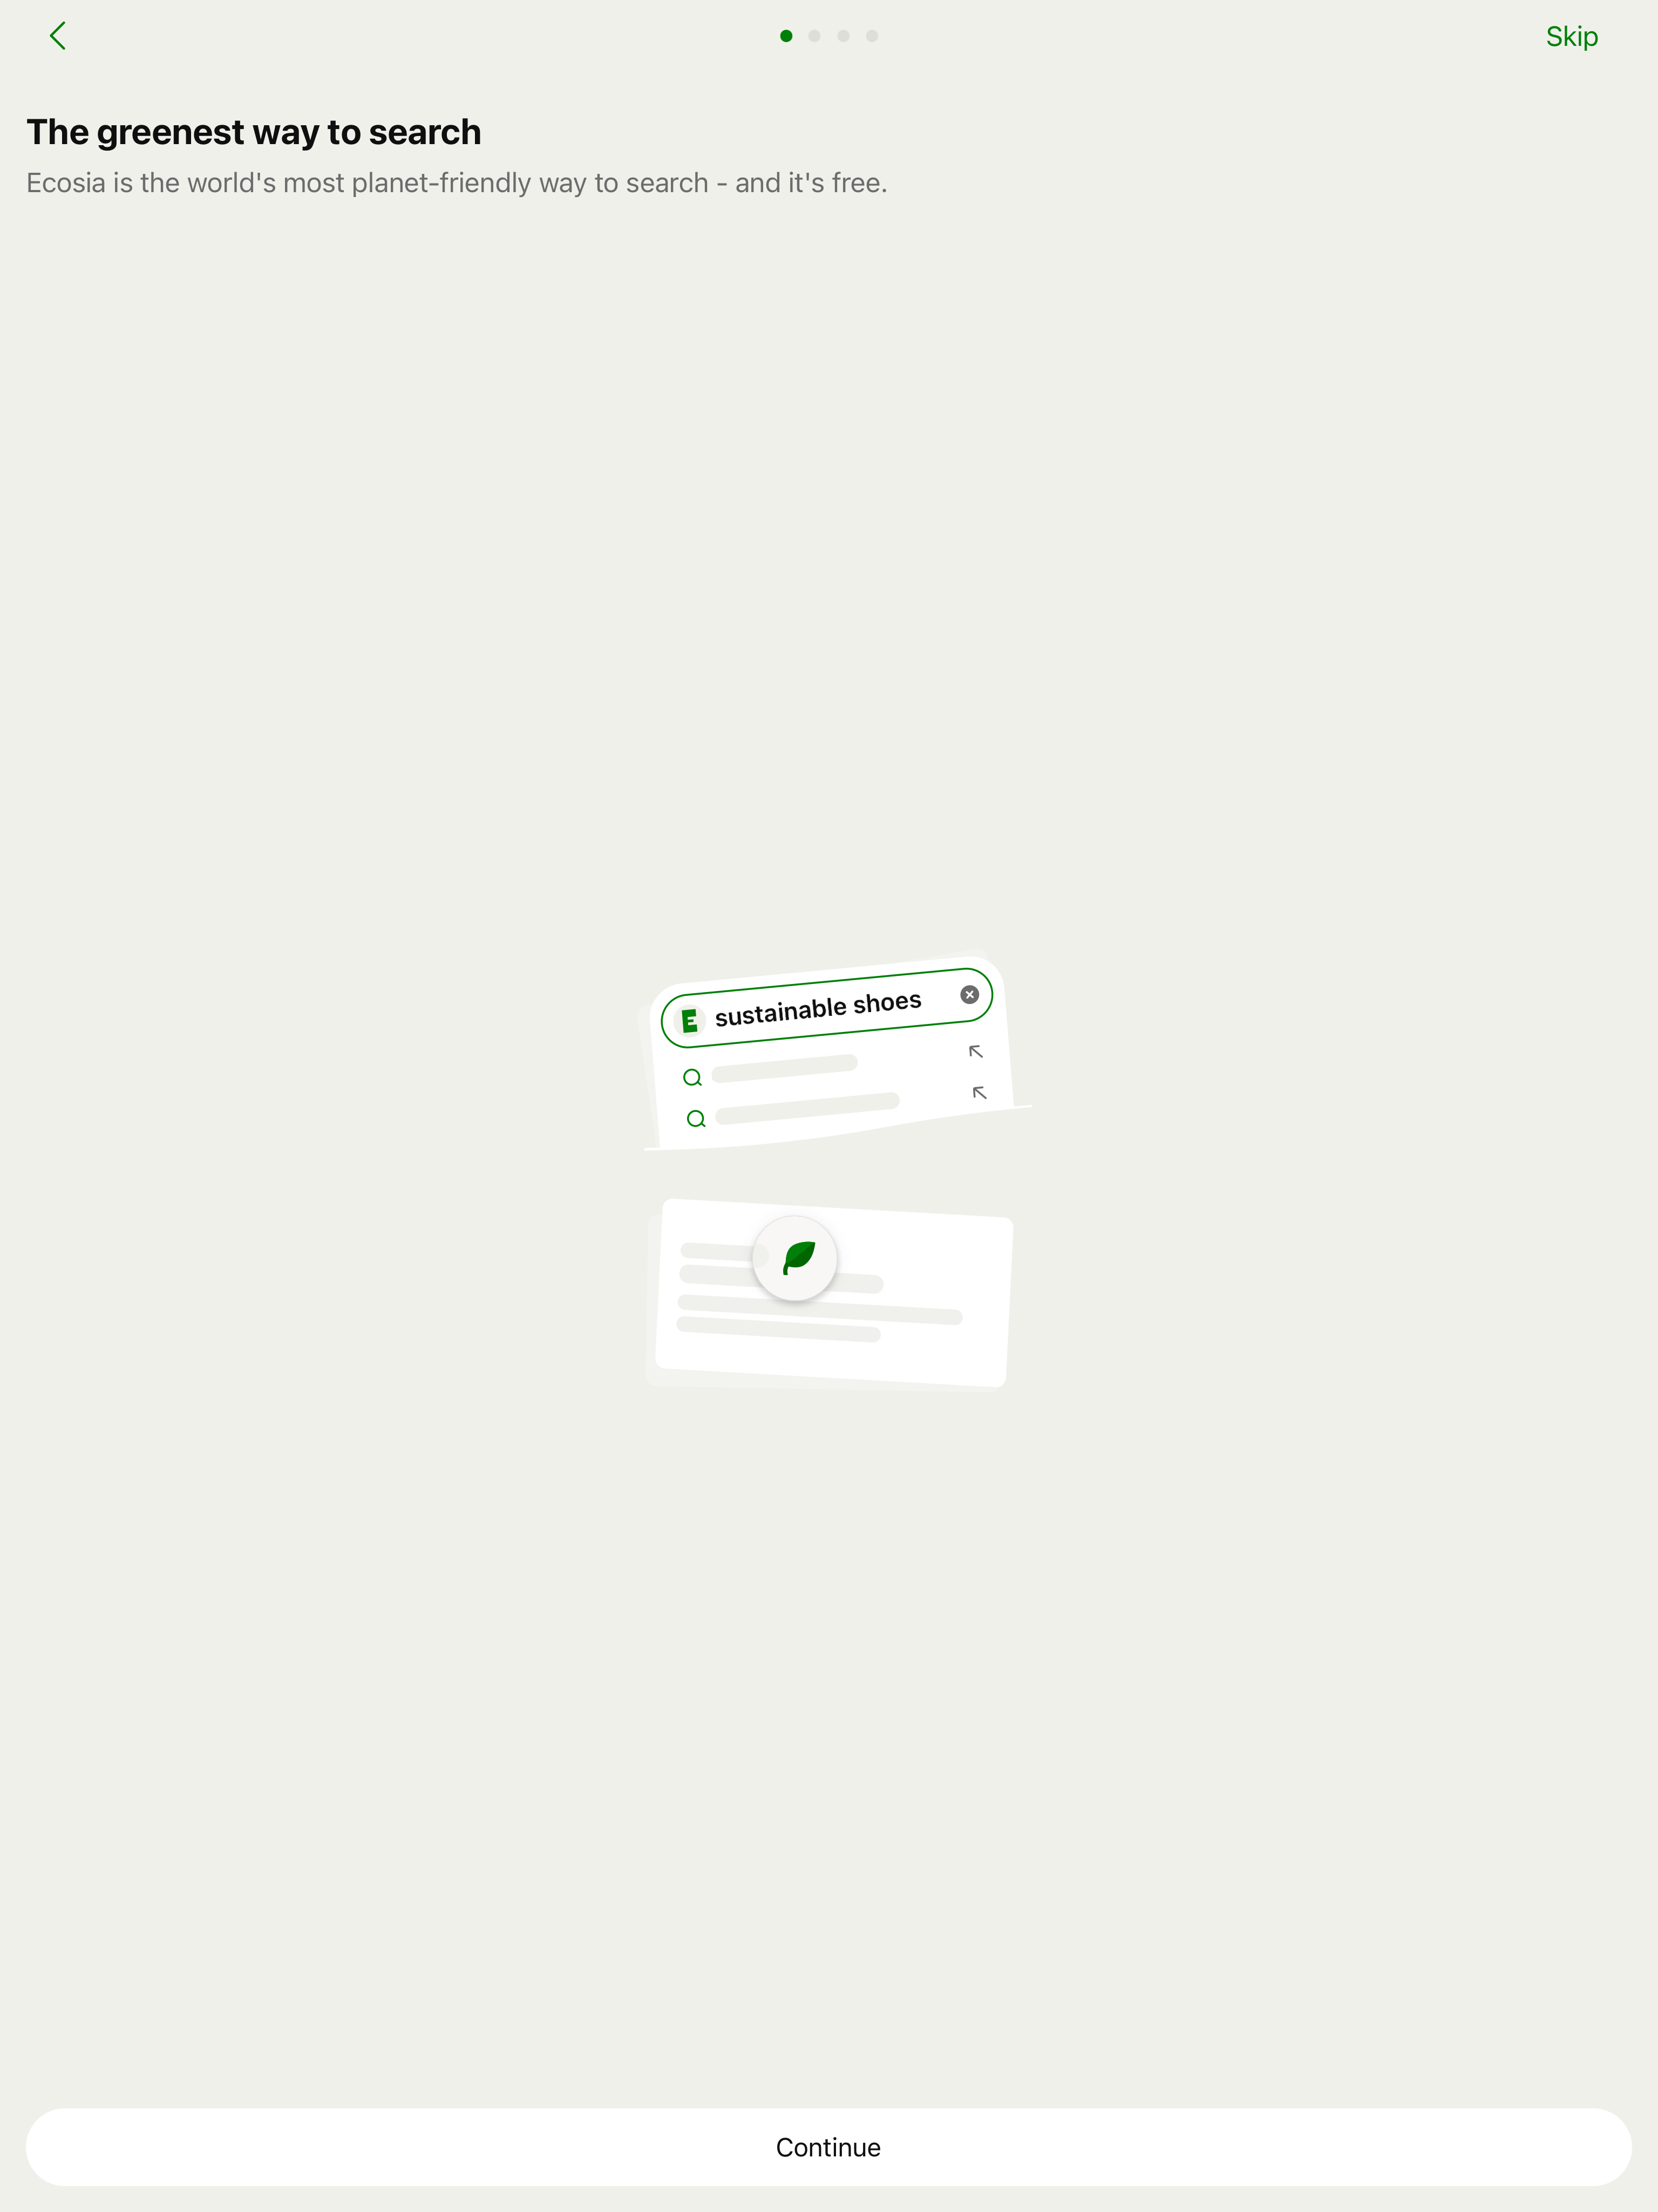 Skip
The greenest way to search
Ecosia is the world's most planet-friendly way to search - and it's free.
E sustainable shoes
Continue